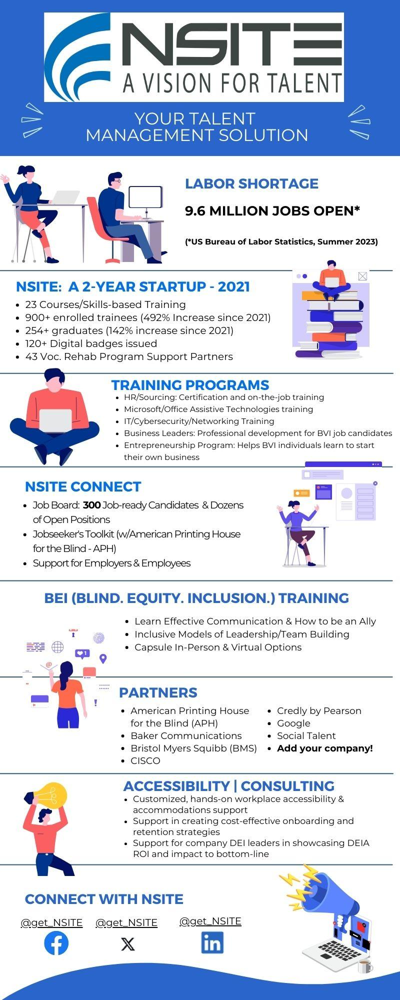 NSITE
A VISION FOR TALENT
YOUR TALENT
MANAGEMENT SOLUTION
LABOR SHORTAGE
9.6 MILLION JOBS OPEN*
(*US Bureau of Labor Statistics, Summer 2023)
NSITE: A 2-YEAR STARTUP - 2021
• 23 Courses/Skills-based Training
• 900+ enrolled trainees (492% Increase since 2021)
• 254+ graduates (142% increase since 2021)
• 120+ Digital badges issued
• 43 Voc. Rehab Program Support Partners
TRAINING PROGRAMS
• HR/Sourcing: Certification and on-the-job training
• Microsoft/Office Assistive Technologies training
• IT/Cybersecurity/Networking Training
• Business Leaders: Professional development for BVI job candidates
• Entrepreneurship Program: Helps BVI individuals learn to start
their own business
NSITE CONNECT
• Job Board: 300 Job-ready Candidates & Dozens
of Open Positions
• Jobseeker's Toolkit (w/American Printing House
for the Blind - APH)
• Support for Employers & Employees
BEI (BLIND. EQUITY. INCLUSION.) TRAINING
• Learn Effective Communication & How to be an Ally
• Inclusive Models of Leadership/Team Building
• Capsule In-Person & Virtual Options
1
@
!
PARTNERS
• American Printing House
for the Blind (APH)
• Baker Communications
• Bristol Myers Squibb (BMS)
• CISCO
• Credly by Pearson
• Google
• Social Talent
• Add your company!
ACCESSIBILITY | CONSULTING
• Customized, hands-on workplace accessibility &
accommodations support
• Support in creating cost-effective onboarding and
retention strategies
• Support for company DEI leaders in showcasing DEIA
ROI and impact to bottom-line
CONNECT WITH NSITE
@get_NSITE @get_NSITE @get_NSITE
f X in